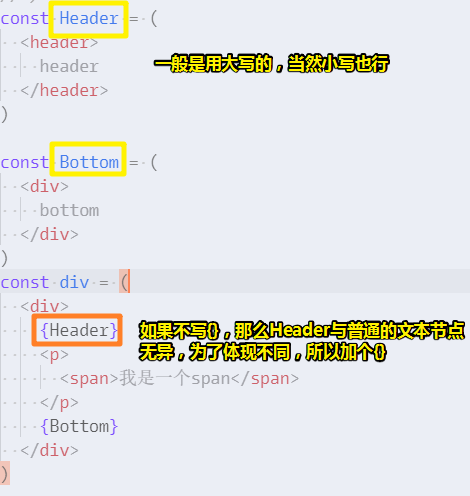 const Header = (
<header>
header
</header>
)
一般是用大写的，当然小写也行
const Bottom = (
<div>
bottom
</div>
)
const div = (
<div>
{Header}
<p>
<span>我是一个span</span>
</p>
{Bottom}
</div>
)
如果不写{}，那么Header与普通的文本节点
无异，为了体现不同，所以加个{}